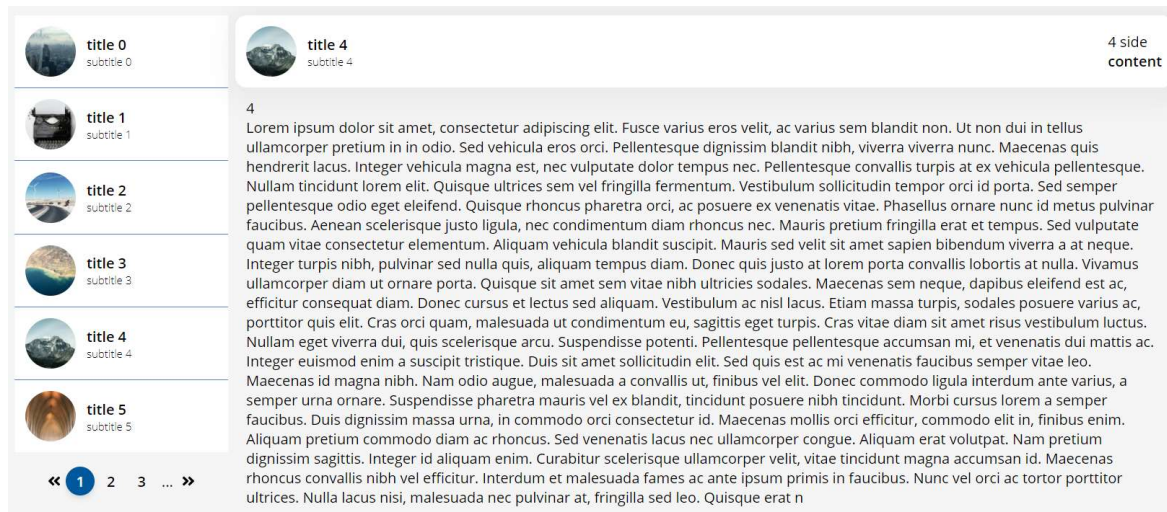 title 0
subtitle 0
title 1
subtitle 1
title 2
subtitle 2
title 3
subtitle 3
title 4
subtitle 4
title 5
subtitle 5
« 1 2 3 ... »
title 4
subtitle 4
4 side
content
4
Lorem ipsum dolor sit amet, consectetur adipiscing elit. Fusce varius eros velit, ac varius sem blandit non. Ut non dui in tellus
ullamcorper pretium in in odio. Sed vehicula eros orci. Pellentesque dignissim blandit nibh, viverra viverra nunc. Maecenas quis
hendrerit lacus. Integer vehicula magna est, nec vulputate dolor tempus nec. Pellentesque convallis turpis at ex vehicula pellentesque.
Nullam tincidunt lorem elit. Quisque ultrices sem vel fringilla fermentum. Vestibulum sollicitudin tempor orci id porta. Sed semper
pellentesque odio eget eleifend. Quisque rhoncus pharetra orci, ac posuere ex venenatis vitae. Phasellus ornare nunc id metus pulvinar
faucibus. Aenean scelerisque justo ligula, nec condimentum diam rhoncus nec. Mauris pretium fringilla erat et tempus. Sed vulputate
quam vitae consectetur elementum. Aliquam vehicula blandit suscipit. Mauris sed velit sit amet sapien bibendum viverra a at neque.
Integer turpis nibh, pulvinar sed nulla quis, aliquam tempus diam. Donec quis justo at lorem porta convallis lobortis at nulla. Vivamus
ullamcorper diam ut ornare porta. Quisque sit amet sem vitae nibh ultricies sodales. Maecenas sem neque, dapibus eleifend est ac,
efficitur consequat diam. Donec cursus et lectus sed aliquam. Vestibulum ac nisl lacus. Etiam massa turpis, sodales posuere varius ac,
porttitor quis elit. Cras orci quam, malesuada ut condimentum eu, sagittis eget turpis. Cras vitae diam sit amet risus vestibulum luctus.
Nullam eget viverra dui, quis scelerisque arcu. Suspendisse potenti. Pellentesque pellentesque accumsan mi, et venenatis dui mattis ac.
Integer euismod enim a suscipit tristique. Duis sit amet sollicitudin elit. Sed quis est ac mi venenatis faucibus semper vitae leo.
Maecenas id magna nibh. Nam odio augue, malesuada a convallis ut, finibus vel elit. Donec commodo ligula interdum ante varius, a
semper urna ornare. Suspendisse pharetra mauris vel ex blandit, tincidunt posuere nibh tincidunt. Morbi cursus lorem a semper
faucibus. Duis dignissim massa urna, in commodo orci consectetur id. Maecenas mollis orci efficitur, commodo elit in, finibus enim.
Aliquam pretium commodo diam ac rhoncus. Sed venenatis lacus nec ullamcorper congue. Aliquam erat volutpat. Nam pretium
dignissim sagittis. Integer id aliquam enim. Curabitur scelerisque ullamcorper velit, vitae tincidunt magna accumsan id. Maecenas
rhoncus convallis nibh vel efficitur. Interdum et malesuada fames ac ante ipsum primis in faucibus. Nunc vel orci ac tortor porttitor
ultrices. Nulla lacus nisi, malesuada nec pulvinar at, fringilla sed leo. Quisque erat n